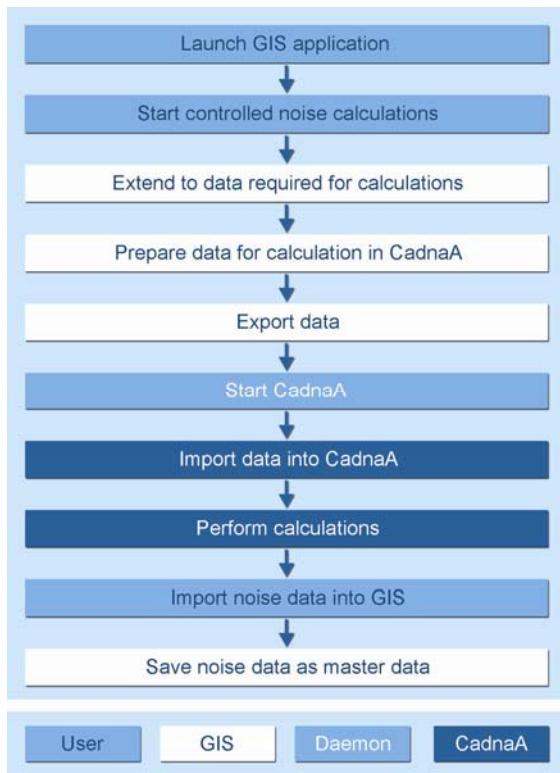 Launch GIS application
Start controlled noise calculations
Extend to data required for calculations
Prepare data for calculation in CadnaA
Export data
Start CadnaA
Import data into CadnaA
Perform calculations
Import noise data into GIS
Save noise data as master data
User GIS Daemon CadnaA